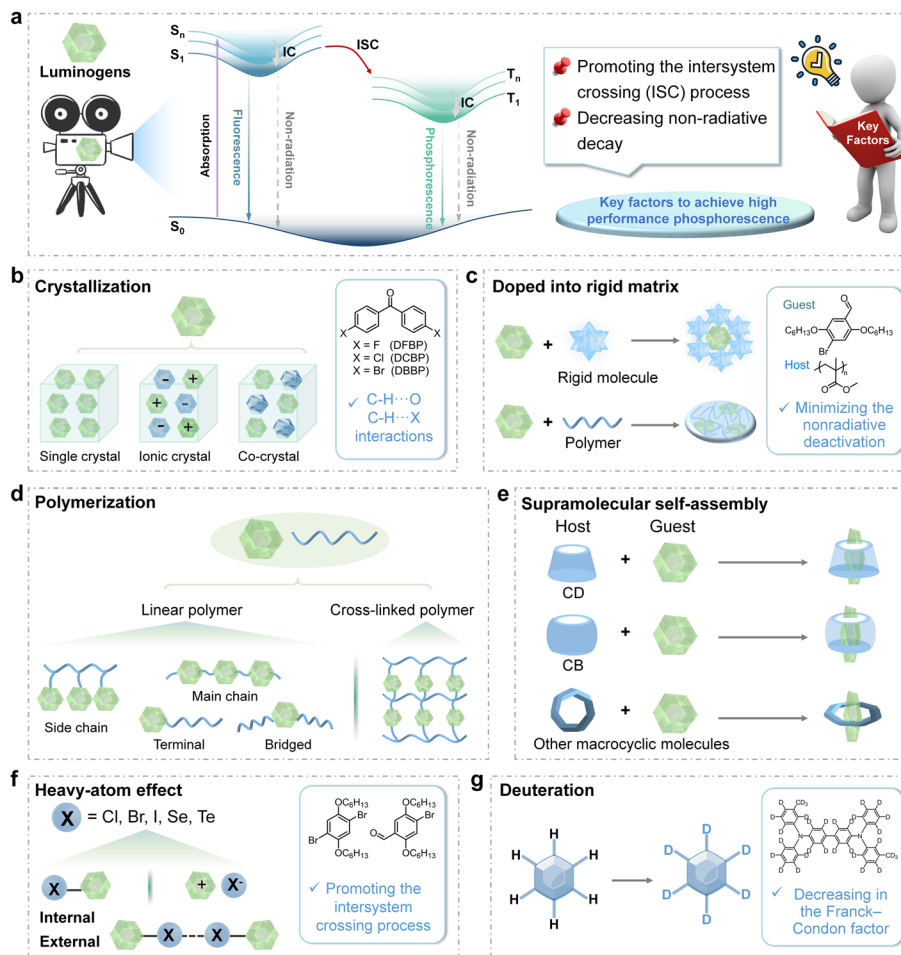 a
Luminogens
Sn
S1
IC
ISC
Tn
T1
IC
Absorption
Fluorescence
Non-radiation
Phosphorescence
Non-radiation
S0
Promoting the intersystem
crossing (ISC) process
Decreasing non-radiative
decay
Key
Factors
Key factors to achieve high
performance phosphorescence
b Crystallization
Single crystal
Ionic crystal
Co-crystal
- +
+ -
- +
O
X X
X = F (DFBP)
X = Cl (DCBP)
X = Br (DBBP)
✓ C-H···O
C-H···X
interactions
c Doped into rigid matrix
+
Rigid molecule
+
Polymer
Guest
O
C6H13O OC6H13
Br
Host
n
O O
✓ Minimizing the
nonradiative
deactivation
d Polymerization
Linear polymer
Cross-linked polymer
Side chain
Main chain
Terminal
Bridged
e Supramolecular self-assembly
Host + Guest
CD
+
CB
+
Other macrocyclic molecules
f Heavy-atom effect
X = Cl, Br, I, Se, Te
X
+ X-
Internal
External
X X
OC6H13 OC6H13
Br Br
Br O
OC6H13 OC6H13
✓ Promoting the
intersystem
crossing process
g Deuteration
H H H H H H
D D D D D D
CD3
D D D D D D
N N
CD3
✓ Decreasing in
the Franck–
Condon factor